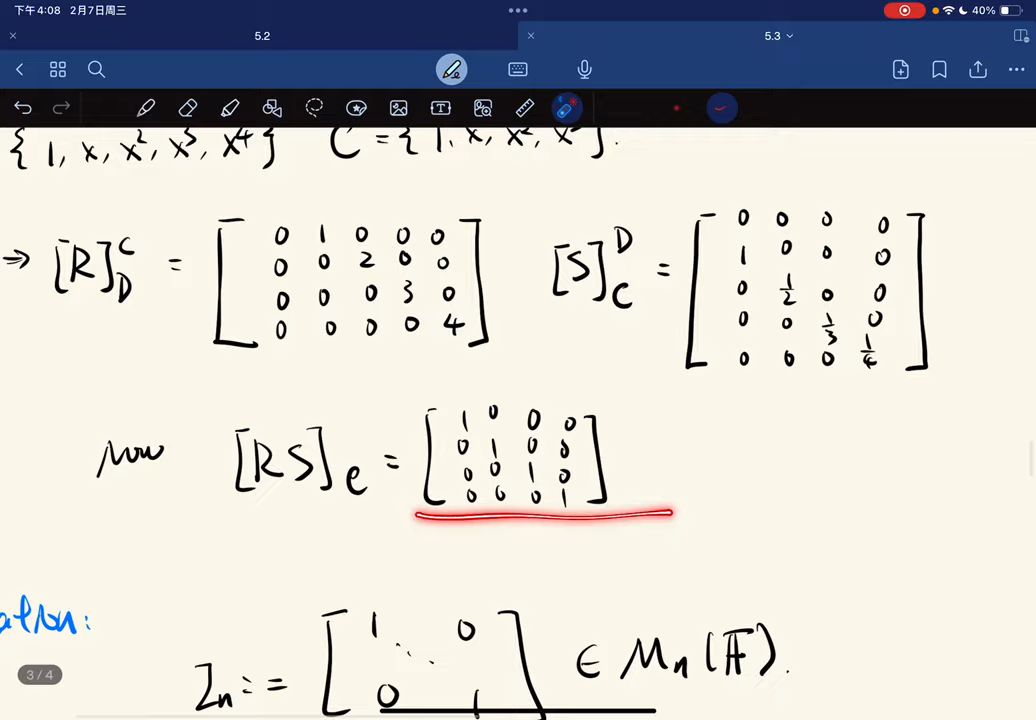 下午4:08 2月7日周三 40%
5.2 5.3
{1, x, x², x³, x⁴} C = {1, x, x², x³}.
⇒ [R]_D^C = [0 1 0 0 0; 0 0 2 0 0; 0 0 0 3 0; 0 0 0 0 4] [S]_C^D = [0 0 0 0; 1 0 0 0; 0 1/2 0 0; 0 0 1/3 0; 0 0 0 1/4]
Now [RS]_C = [1 0 0 0; 0 1 0 0; 0 0 1 0; 0 0 0 1]
ation:
I_n := [1 ⋱ 0; 0 1] ∈ M_n(𝔽).
3 / 4